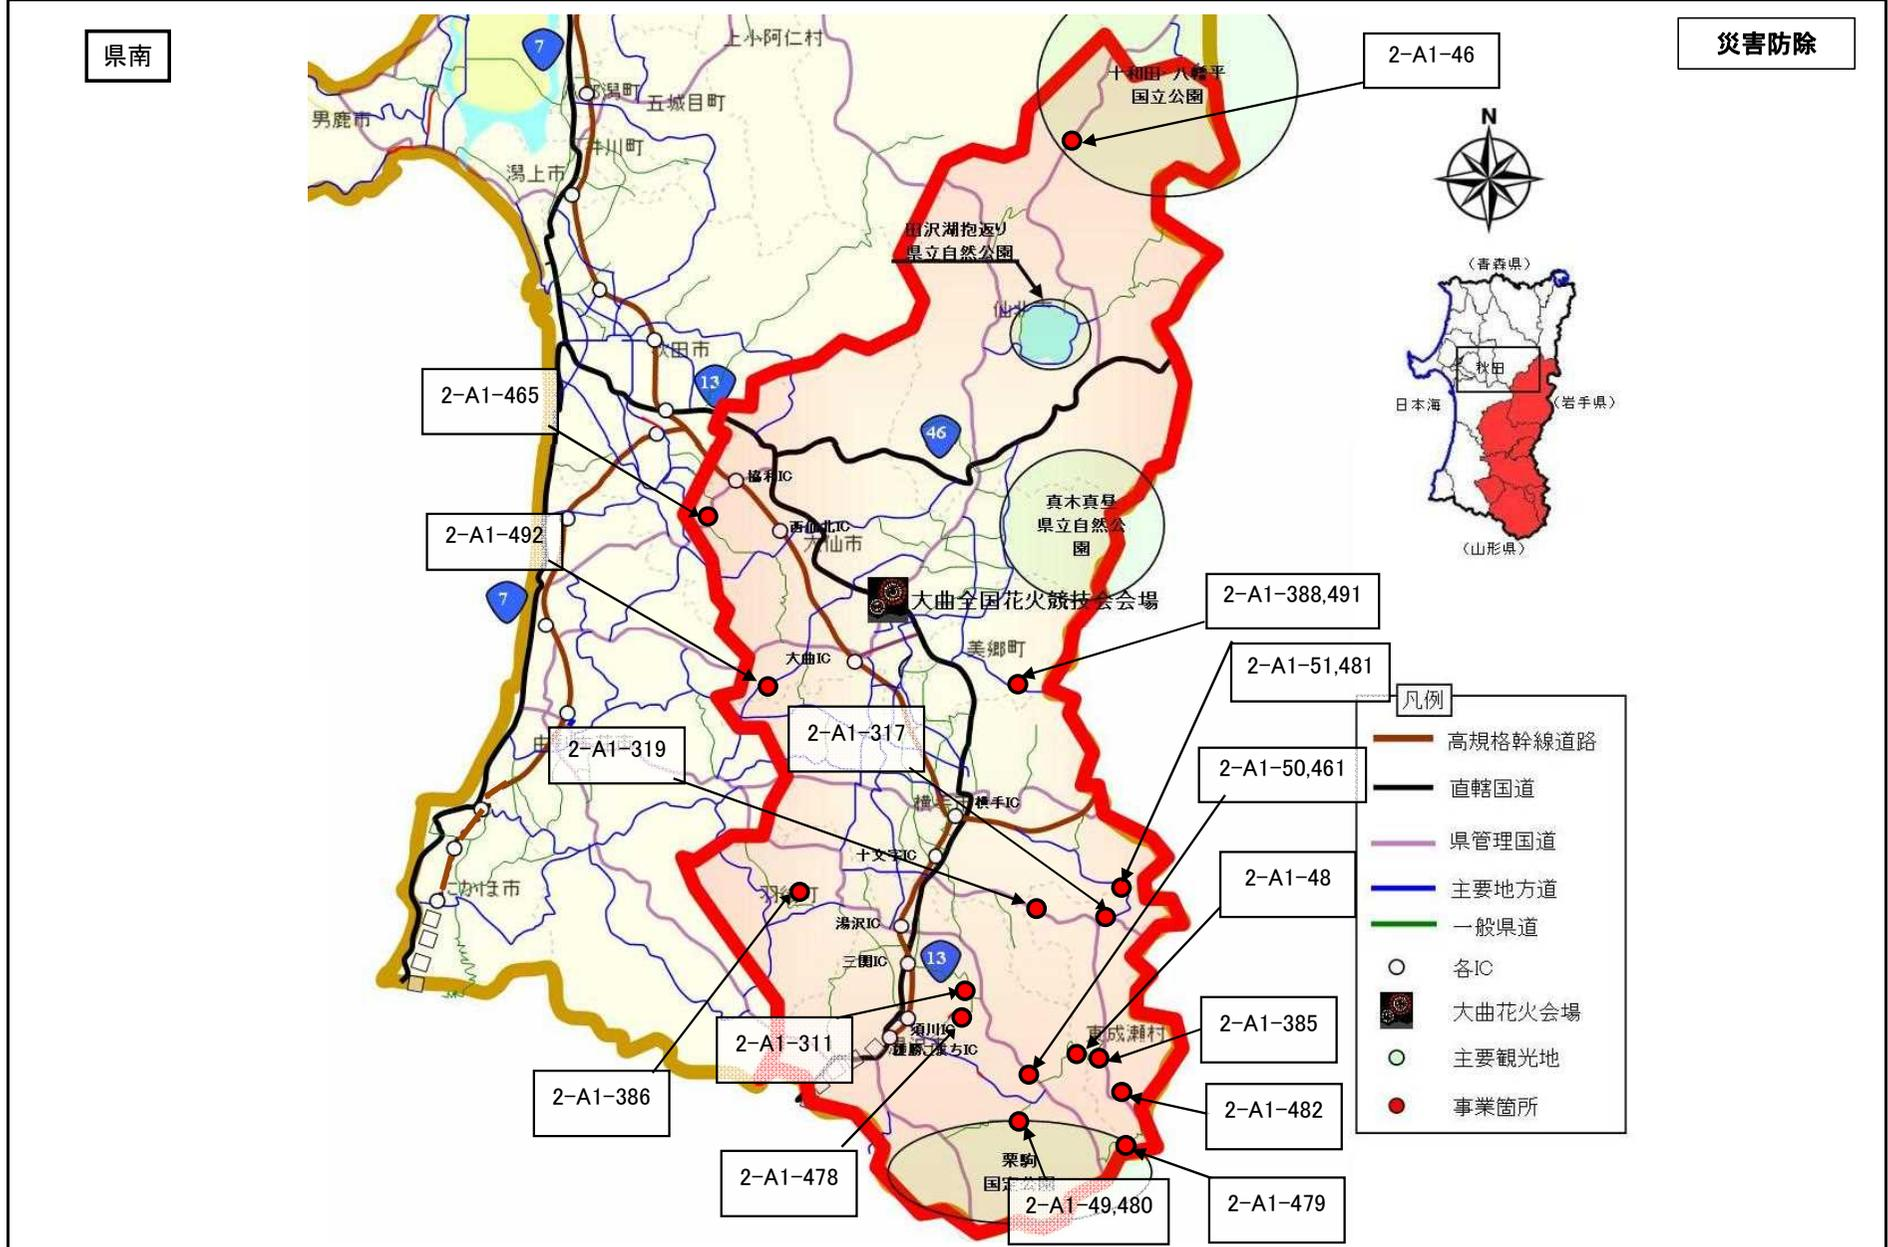 県南
災害防除
7
上小阿仁村
潟町
五城目町
男鹿市
井川町
潟上市
十和田・八幡平
国立公園
2-A1-46
N
田沢湖抱返り
県立自然公園
仙北
秋田市
13
46
2-A1-465
協和IC
西仙北IC
大仙市
2-A1-492
真木真昼
県立自然公
園
(青森県)
秋田
日本海
(岩手県)
(山形県)
7
大曲全国花火競技会会場
2-A1-388,491
美郷町
大曲IC
2-A1-51,481
2-A1-317
2-A1-319
2-A1-50,461
横手IC
十文字IC
にかほ市
湯沢IC
2-A1-48
三関IC
13
須川IC
2-A1-311
東成瀬村
2-A1-385
2-A1-386
2-A1-482
2-A1-478
栗駒
国定公園
2-A1-49,480
2-A1-479
凡例
高規格幹線道路
直轄国道
県管理国道
主要地方道
一般県道
各IC
大曲花火会場
主要観光地
事業箇所